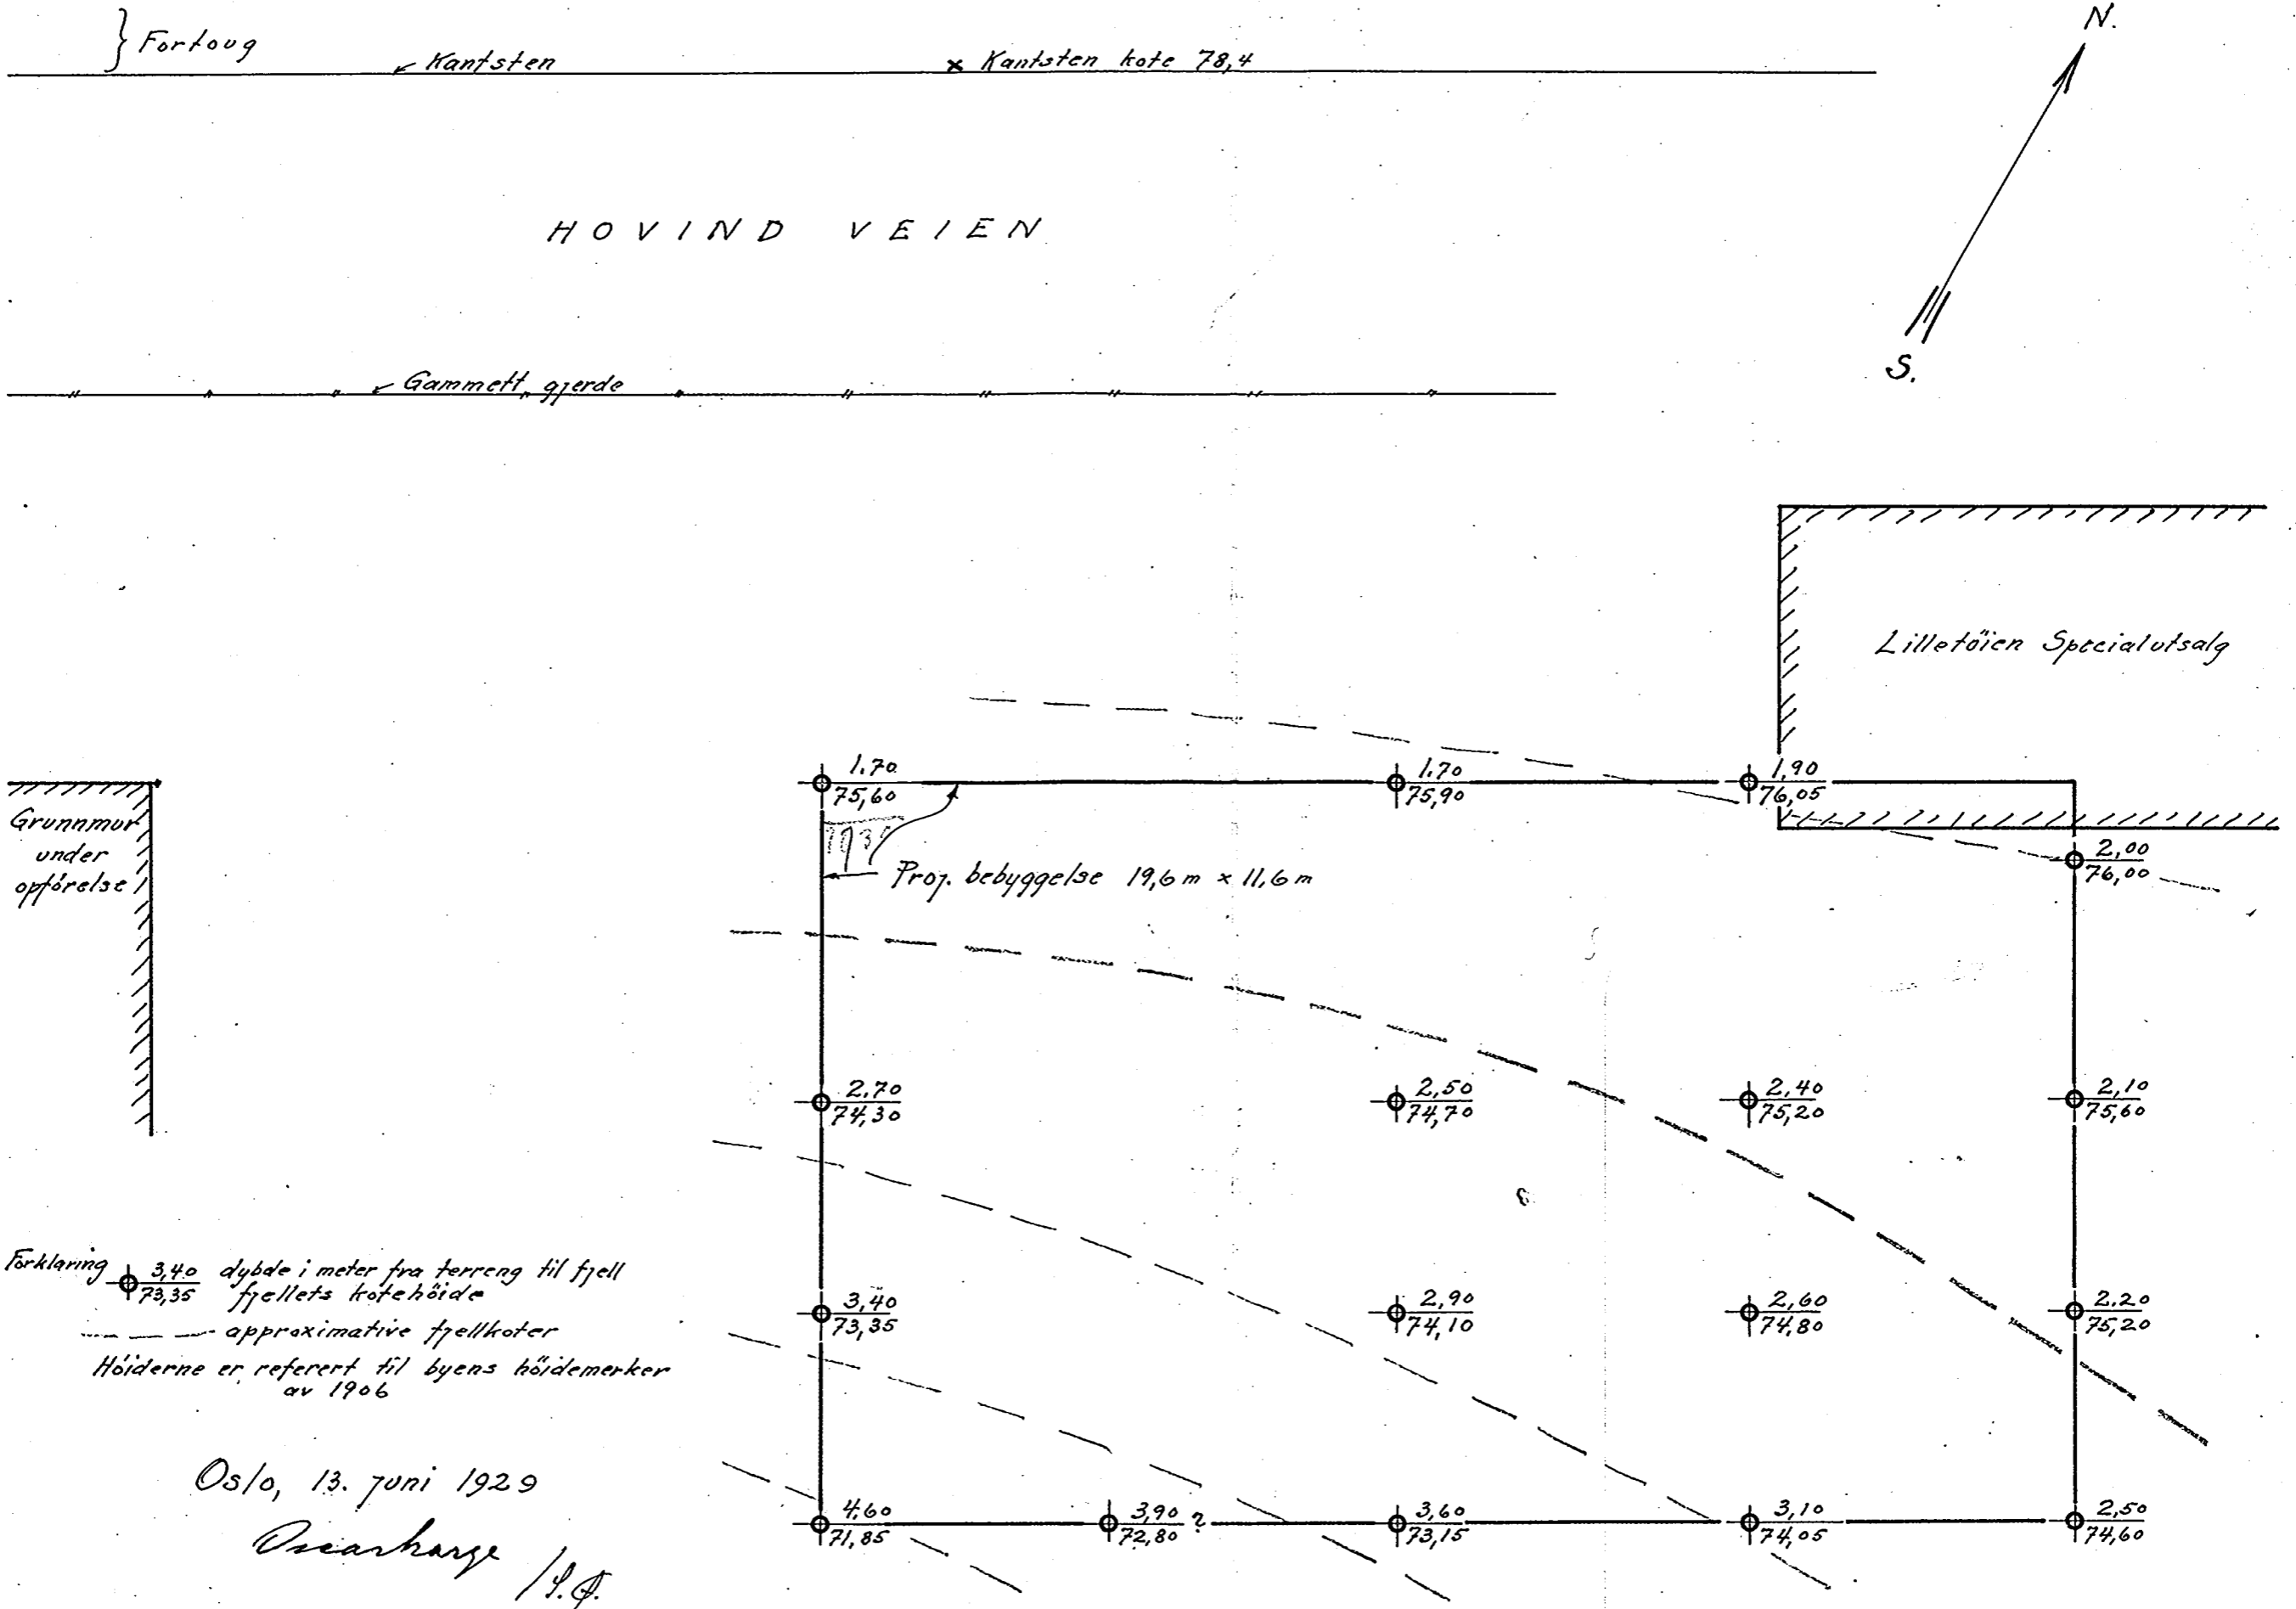 Fortoug
Kantsten
× Kantsten kote 78,4
N.
HOVIND VEIEN
S.
Gammelt gjerde
Lilletöien Specialutsalg
1.70
75,60
1.70
75,90
1,90
76,05
Grunnmur
under
opförelse
2,00
76,00
Proj. bebyggelse 19,6 m × 11,6 m
2.70
74,30
2,50
74,70
2,40
75,20
2,10
75,60
Forklaring
3,40
73,35
dybde i meter fra terreng til fjell
fjellets kotehöide
approximative fjellkoter
Höiderne er referert til byens höidemerker
av 1906
3,40
73,35
2,90
74,10
2,60
74,80
2.20
75,20
Oslo, 13. juni 1929
4.60
71,85
3,90 ?
72,80
3,60
73,15
3,10
74,05
2,50
74,60